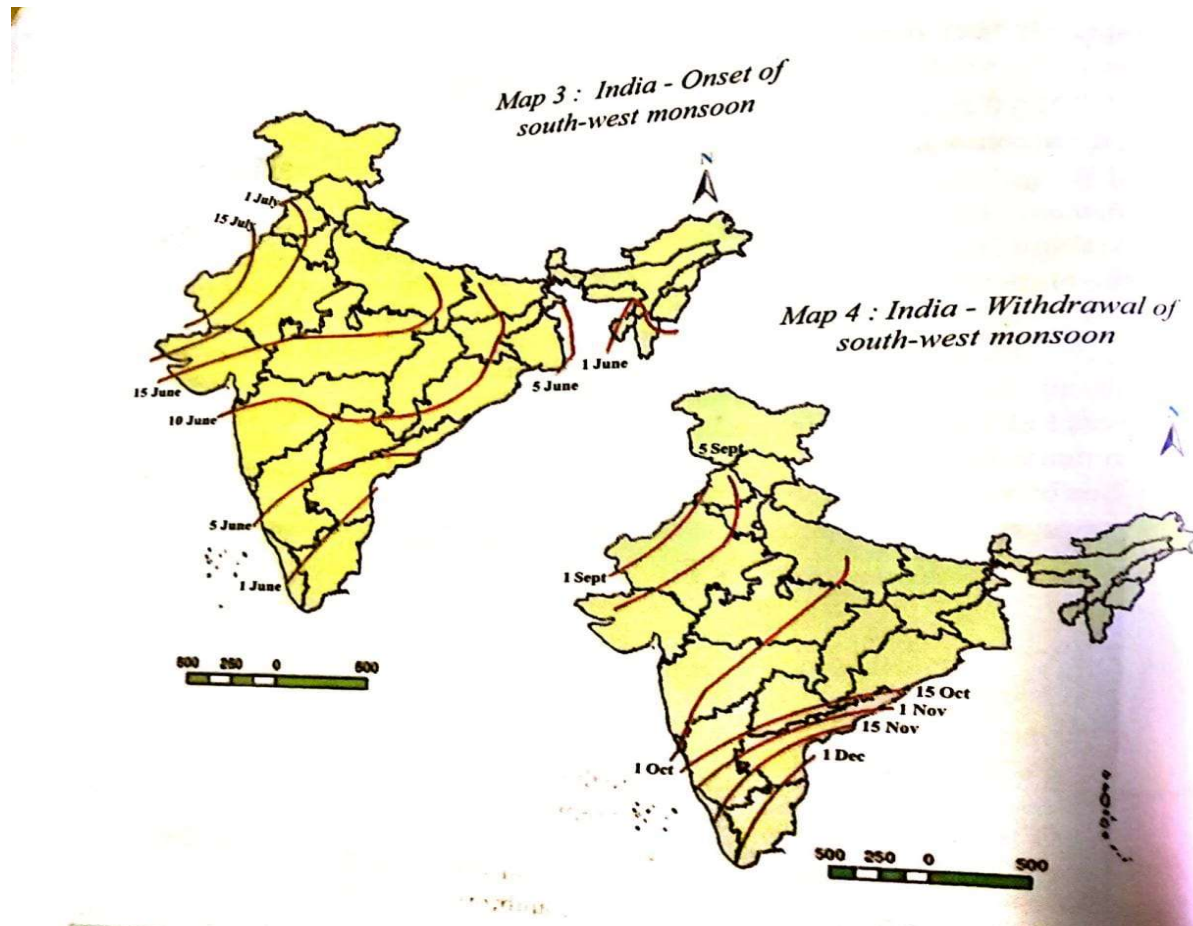 Map 3 : India - Onset of
south-west monsoon
N
1 July
15 July
15 June
10 June
5 June
1 June
5 June
1 June
500 250 0 500
Map 4 : India - Withdrawal of
south-west monsoon
N
5 Sept
1 Sept
15 Oct
1 Nov
15 Nov
1 Dec
1 Oct
500 250 0 500